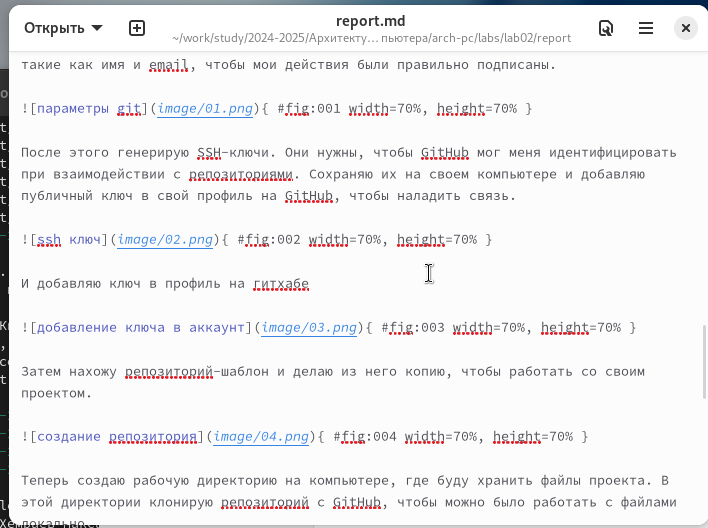 Открыть
report.md
~/work/study/2024-2025/Архитекту… пьютера/arch-pc/labs/lab02/report
такие как имя и email, чтобы мои действия были правильно подписаны.
![параметры git](image/01.png){ #fig:001 width=70%, height=70% }
После этого генерирую SSH-ключи. Они нужны, чтобы GitHub мог меня идентифицировать
при взаимодействии с репозиториями. Сохраняю их на своем компьютере и добавляю
публичный ключ в свой профиль на GitHub, чтобы наладить связь.
![ssh ключ](image/02.png){ #fig:002 width=70%, height=70% }
И добавляю ключ в профиль на гитхабе
![добавление ключа в аккаунт](image/03.png){ #fig:003 width=70%, height=70% }
Затем нахожу репозиторий-шаблон и делаю из него копию, чтобы работать со своим
проектом.
![создание репозитория](image/04.png){ #fig:004 width=70%, height=70% }
Теперь создаю рабочую директорию на компьютере, где буду хранить файлы проекта. В
этой директории клонирую репозиторий с GitHub, чтобы можно было работать с файлами
локально.